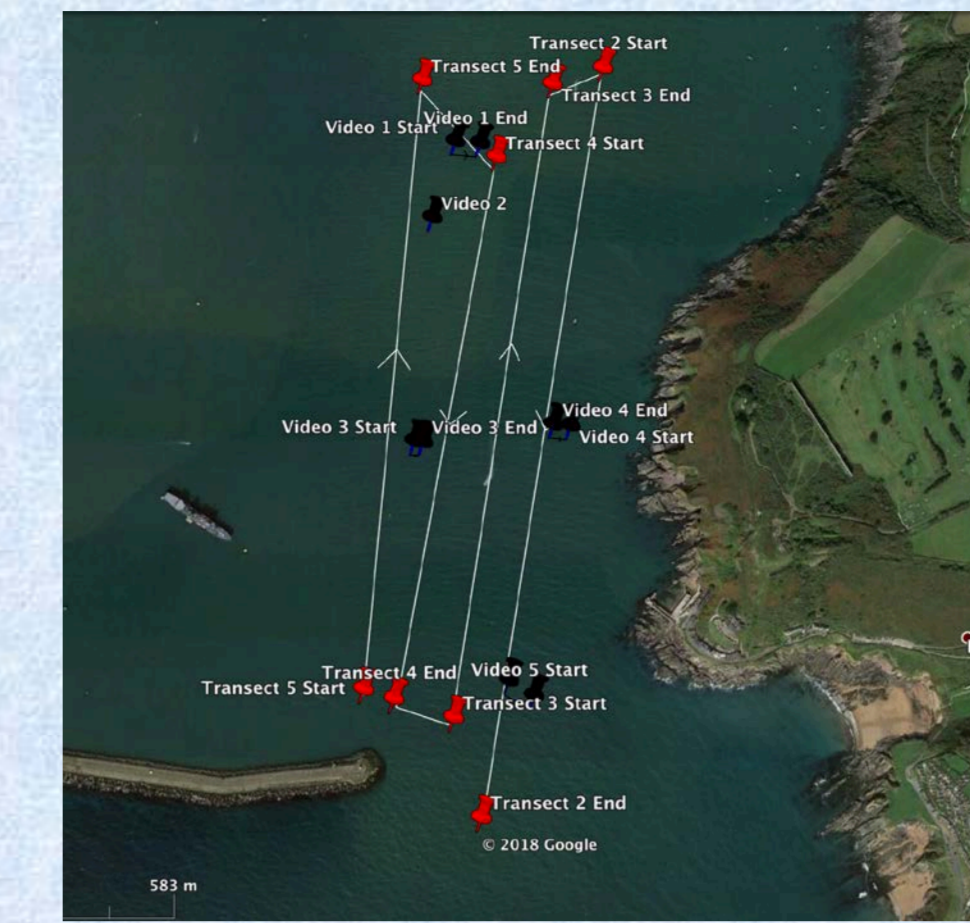 Transect 2 Start
Transect 5 End
Transect 3 End
Video 1 End
Video 1 Start
Transect 4 Start
Video 2
Video 4 End
Video 3 Start
Video 3 End
Video 4 Start
Transect 4 End
Video 5 Start
Transect 5 Start
Transect 3 Start
Transect 2 End
© 2018 Google
583 m